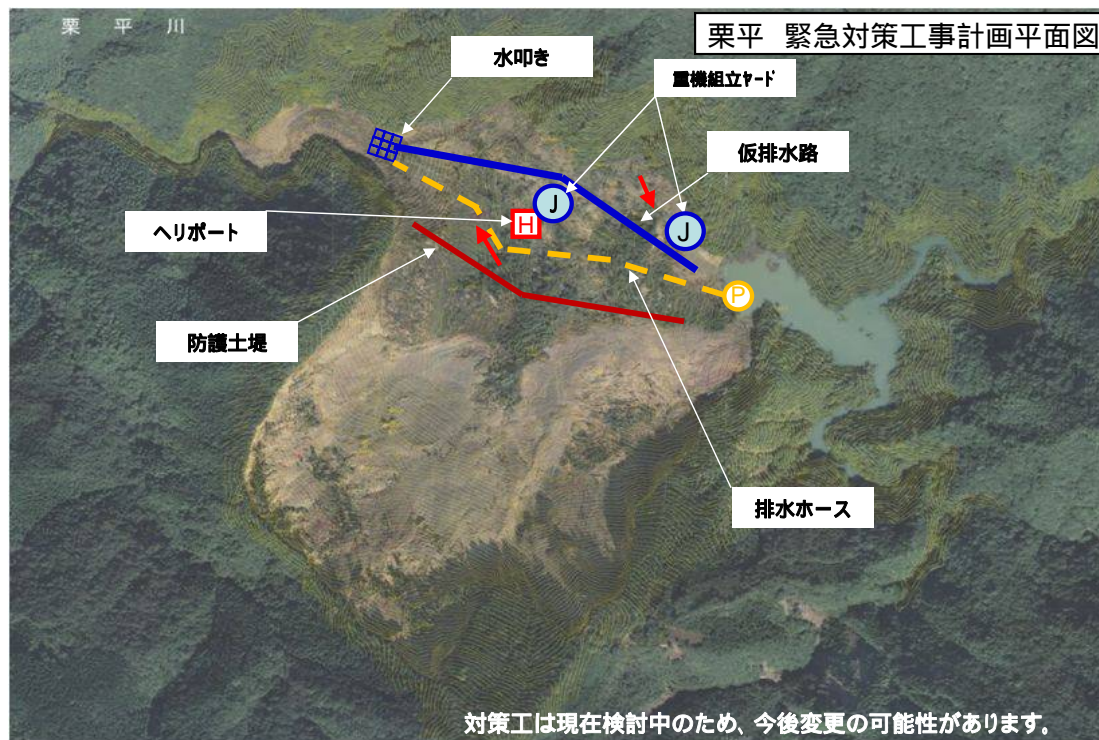 栗平川
栗平 緊急対策工事計画平面図
水叩き
重機組立ﾔｰﾄﾞ
仮排水路
ヘリポート
J
H
J
P
防護土堤
排水ホース
対策工は現在検討中のため、今後変更の可能性があります。